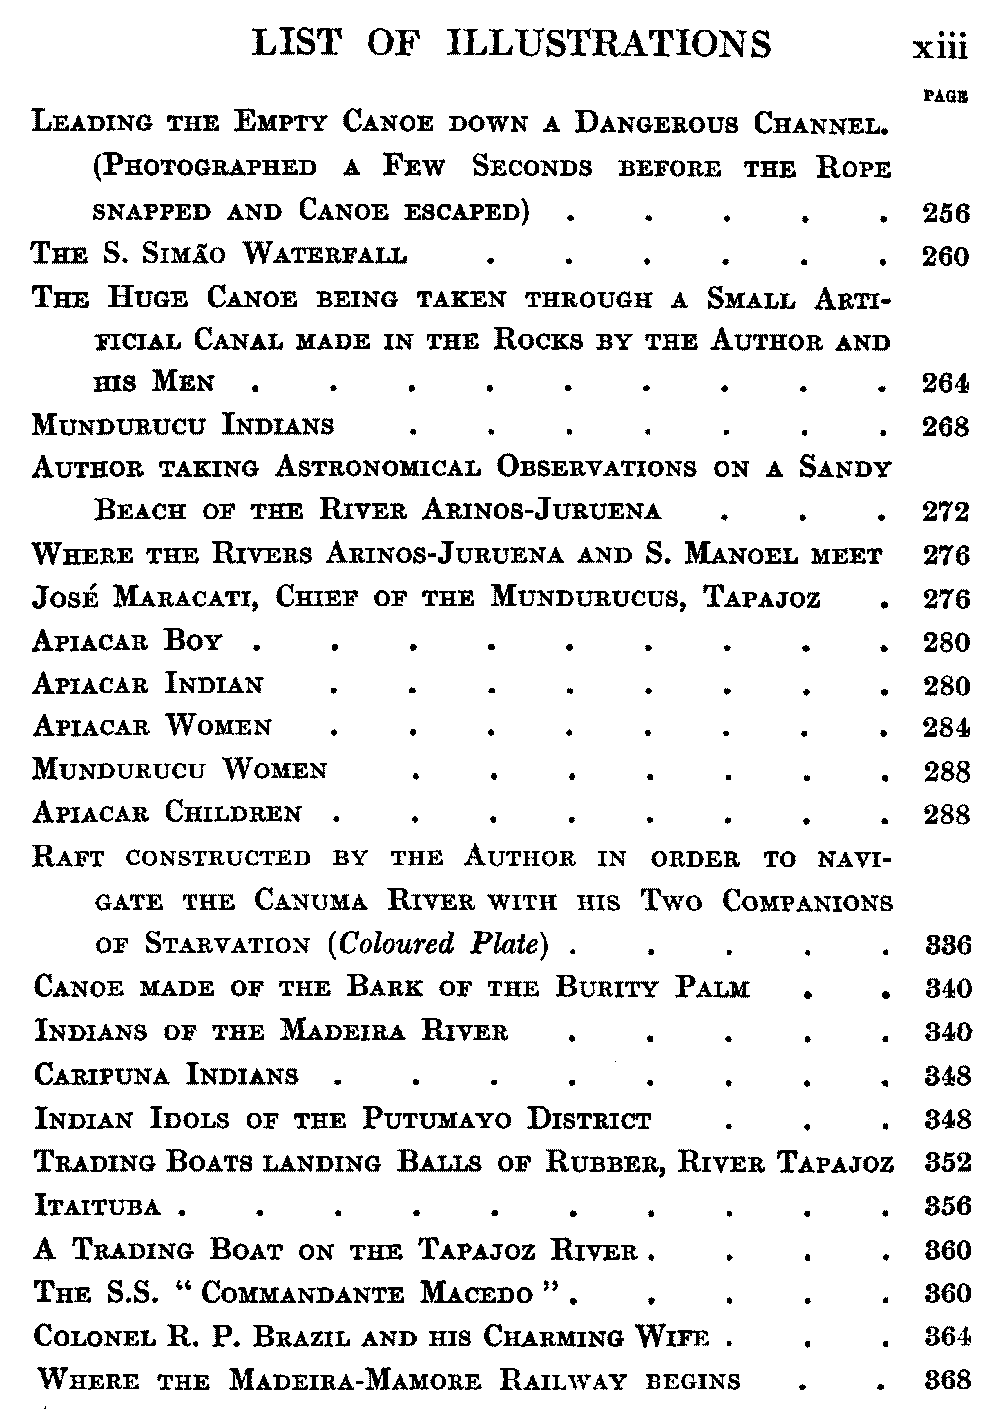 LIST OF ILLUSTRATIONS xiii
PAGE
Leading the Empty Canoe down a Dangerous Channel.
(Photographed a Few Seconds before the Rope
snapped and Canoe escaped) . . . . . 256
The S. Simão Waterfall . . . . . . 260
The Huge Canoe being taken through a Small Arti-
ficial Canal made in the Rocks by the Author and
his Men . . . . . . . . . 264
Mundurucu Indians . . . . . . . 268
Author taking Astronomical Observations on a Sandy
Beach of the River Arinos-Juruena . . . 272
Where the Rivers Arinos-Juruena and S. Manoel meet 276
José Maracati, Chief of the Mundurucus, Tapajoz . 276
Apiacar Boy . . . . . . . . . 280
Apiacar Indian . . . . . . . . 280
Apiacar Women . . . . . . . . 284
Mundurucu Women . . . . . . . 288
Apiacar Children . . . . . . . . 288
Raft constructed by the Author in order to navi-
gate the Canuma River with his Two Companions
of Starvation (Coloured Plate) . . . . . 336
Canoe made of the Bark of the Burity Palm . . 340
Indians of the Madeira River . . . . . 340
Caripuna Indians . . . . . . . . 348
Indian Idols of the Putumayo District . . . 348
Trading Boats landing Balls of Rubber, River Tapajoz 352
Itaituba . . . . . . . . . . 356
A Trading Boat on the Tapajoz River . . . . 360
The S.S. “Commandante Macedo” . . . . . 360
Colonel R. P. Brazil and his Charming Wife . . . 364
Where the Madeira-Mamore Railway begins . . 368